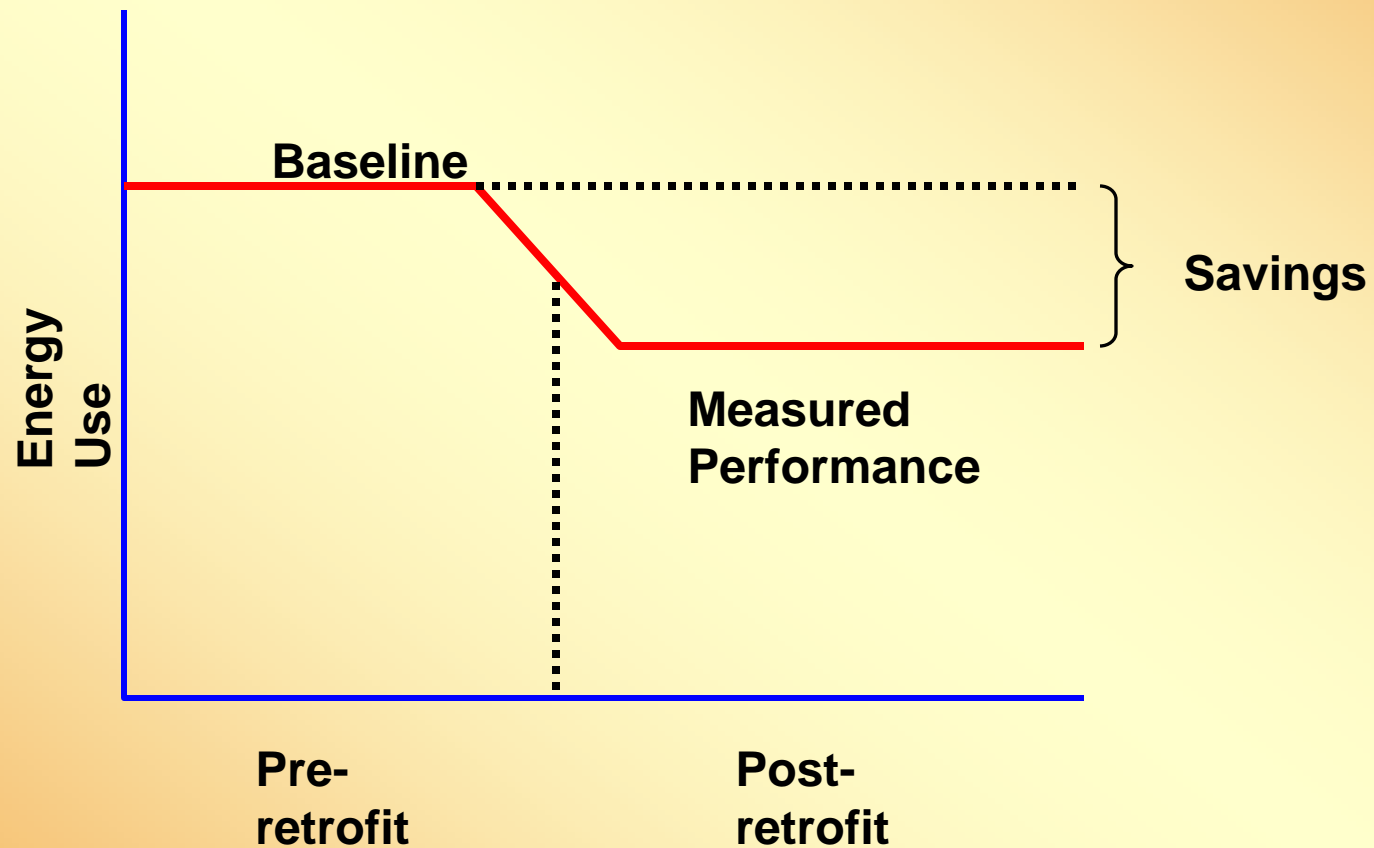 Baseline
Savings
Energy
Use
Measured
Performance
Pre-
retrofit
Post-
retrofit